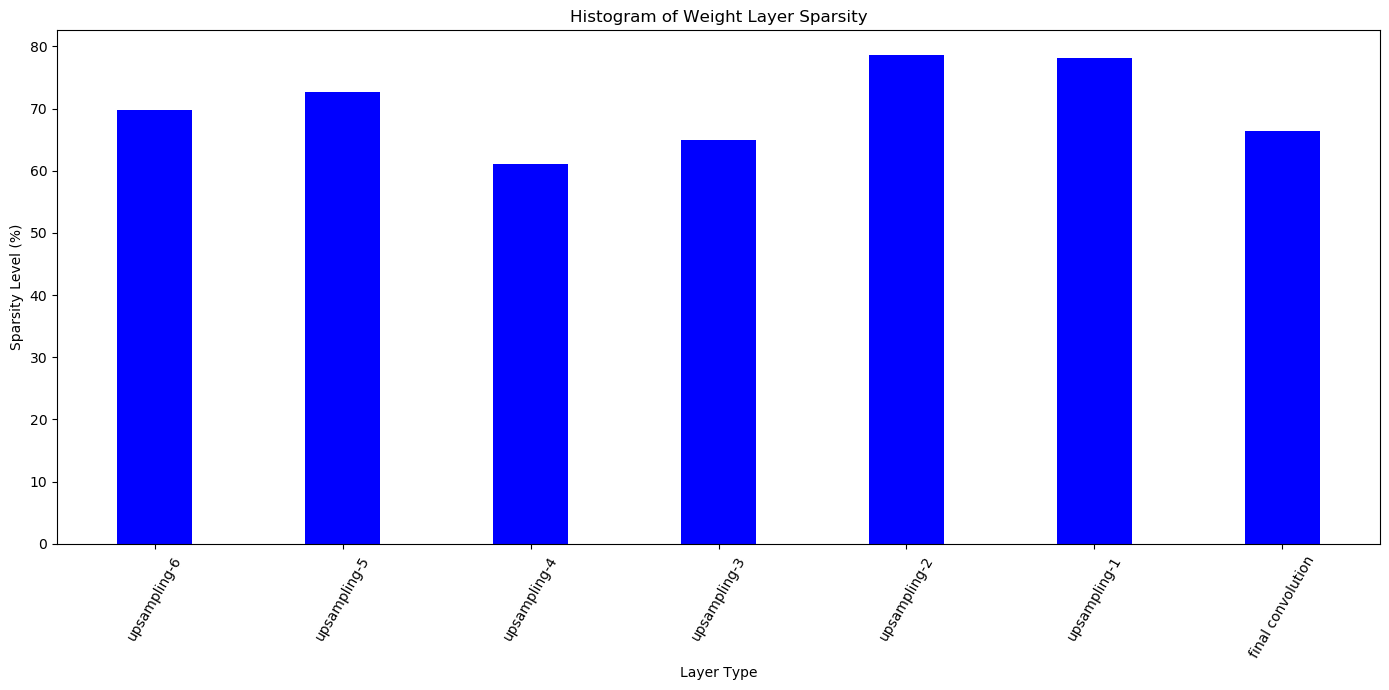 Histogram of Weight Layer Sparsity
Sparsity Level (%)
80
70
60
50
40
30
20
10
0
upsampling-6
upsampling-5
upsampling-4
upsampling-3
upsampling-2
upsampling-1
final convolution
Layer Type